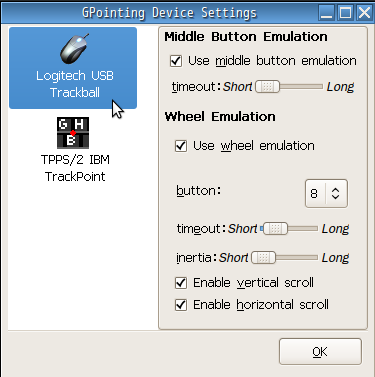 GPointing Device Settings
Logitech USB
Trackball
G H
B
TPPS/2 IBM
TrackPoint
Middle Button Emulation
Use middle button emulation
timeout: Short Long
Wheel Emulation
Use wheel emulation
button: 8
timeout: Short Long
inertia: Short Long
Enable vertical scroll
Enable horizontal scroll
OK